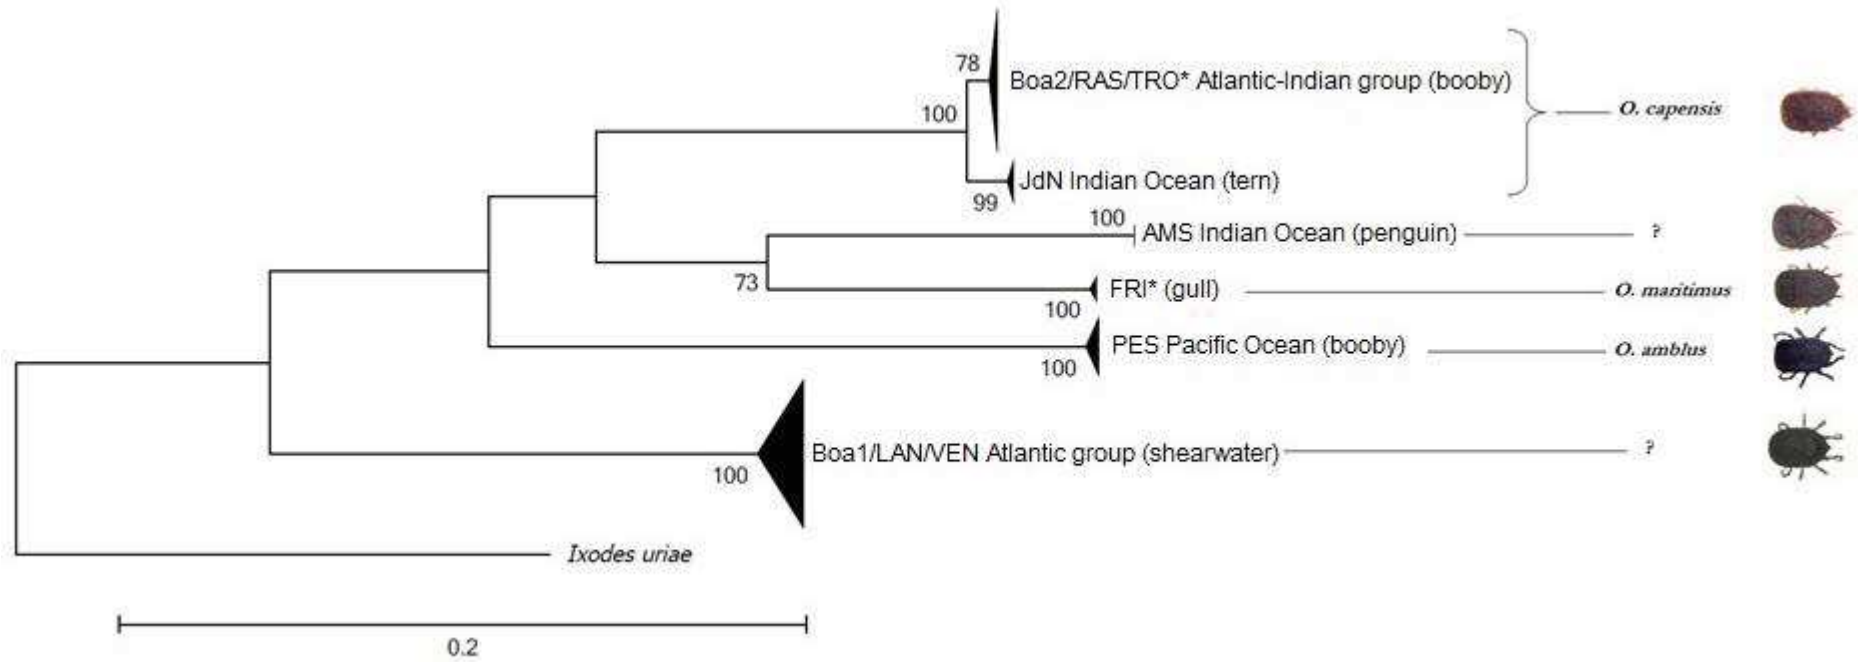 78
Boa2/RAS/TRO* Atlantic-Indian group (booby)
O. capensis
100
JdN Indian Ocean (tern)
99
100
AMS Indian Ocean (penguin)
?
73
FRI* (gull)
O. maritimus
100
PES Pacific Ocean (booby)
O. amblus
100
Boa1/LAN/VEN Atlantic group (shearwater)
?
100
Ixodes uriae
0.2